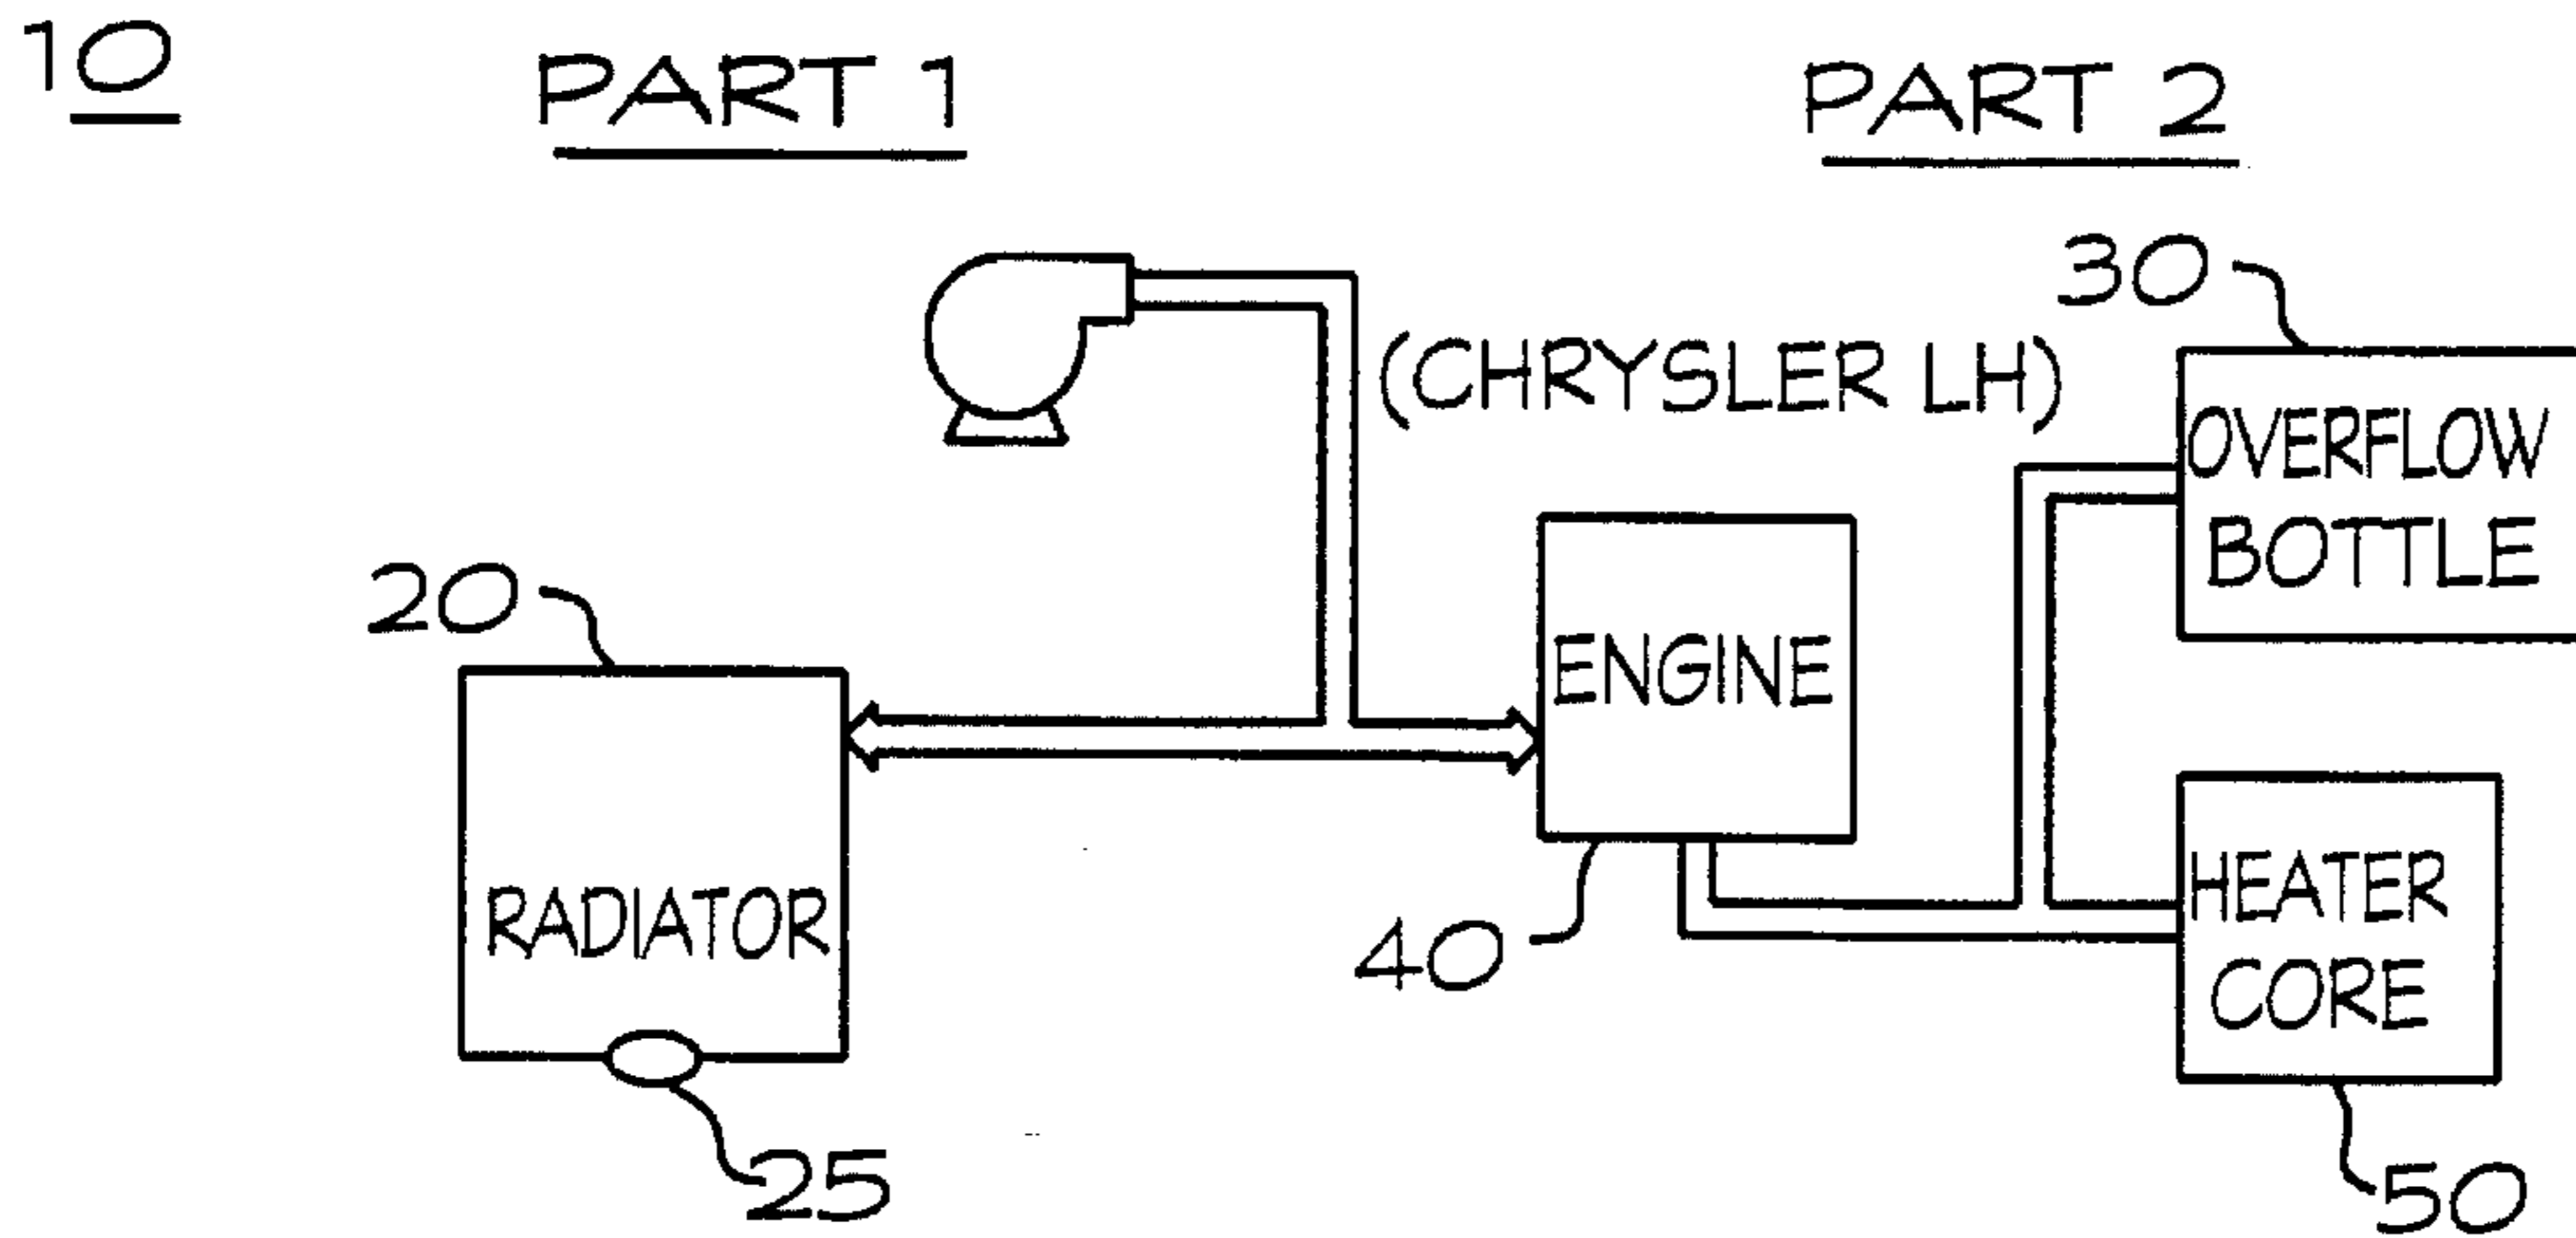 10
PART 1
PART 2
30
(CHRYSLER LH)
OVERFLOW
BOTTLE
20
ENGINE
RADIATOR
HEATER
CORE
40
25
50